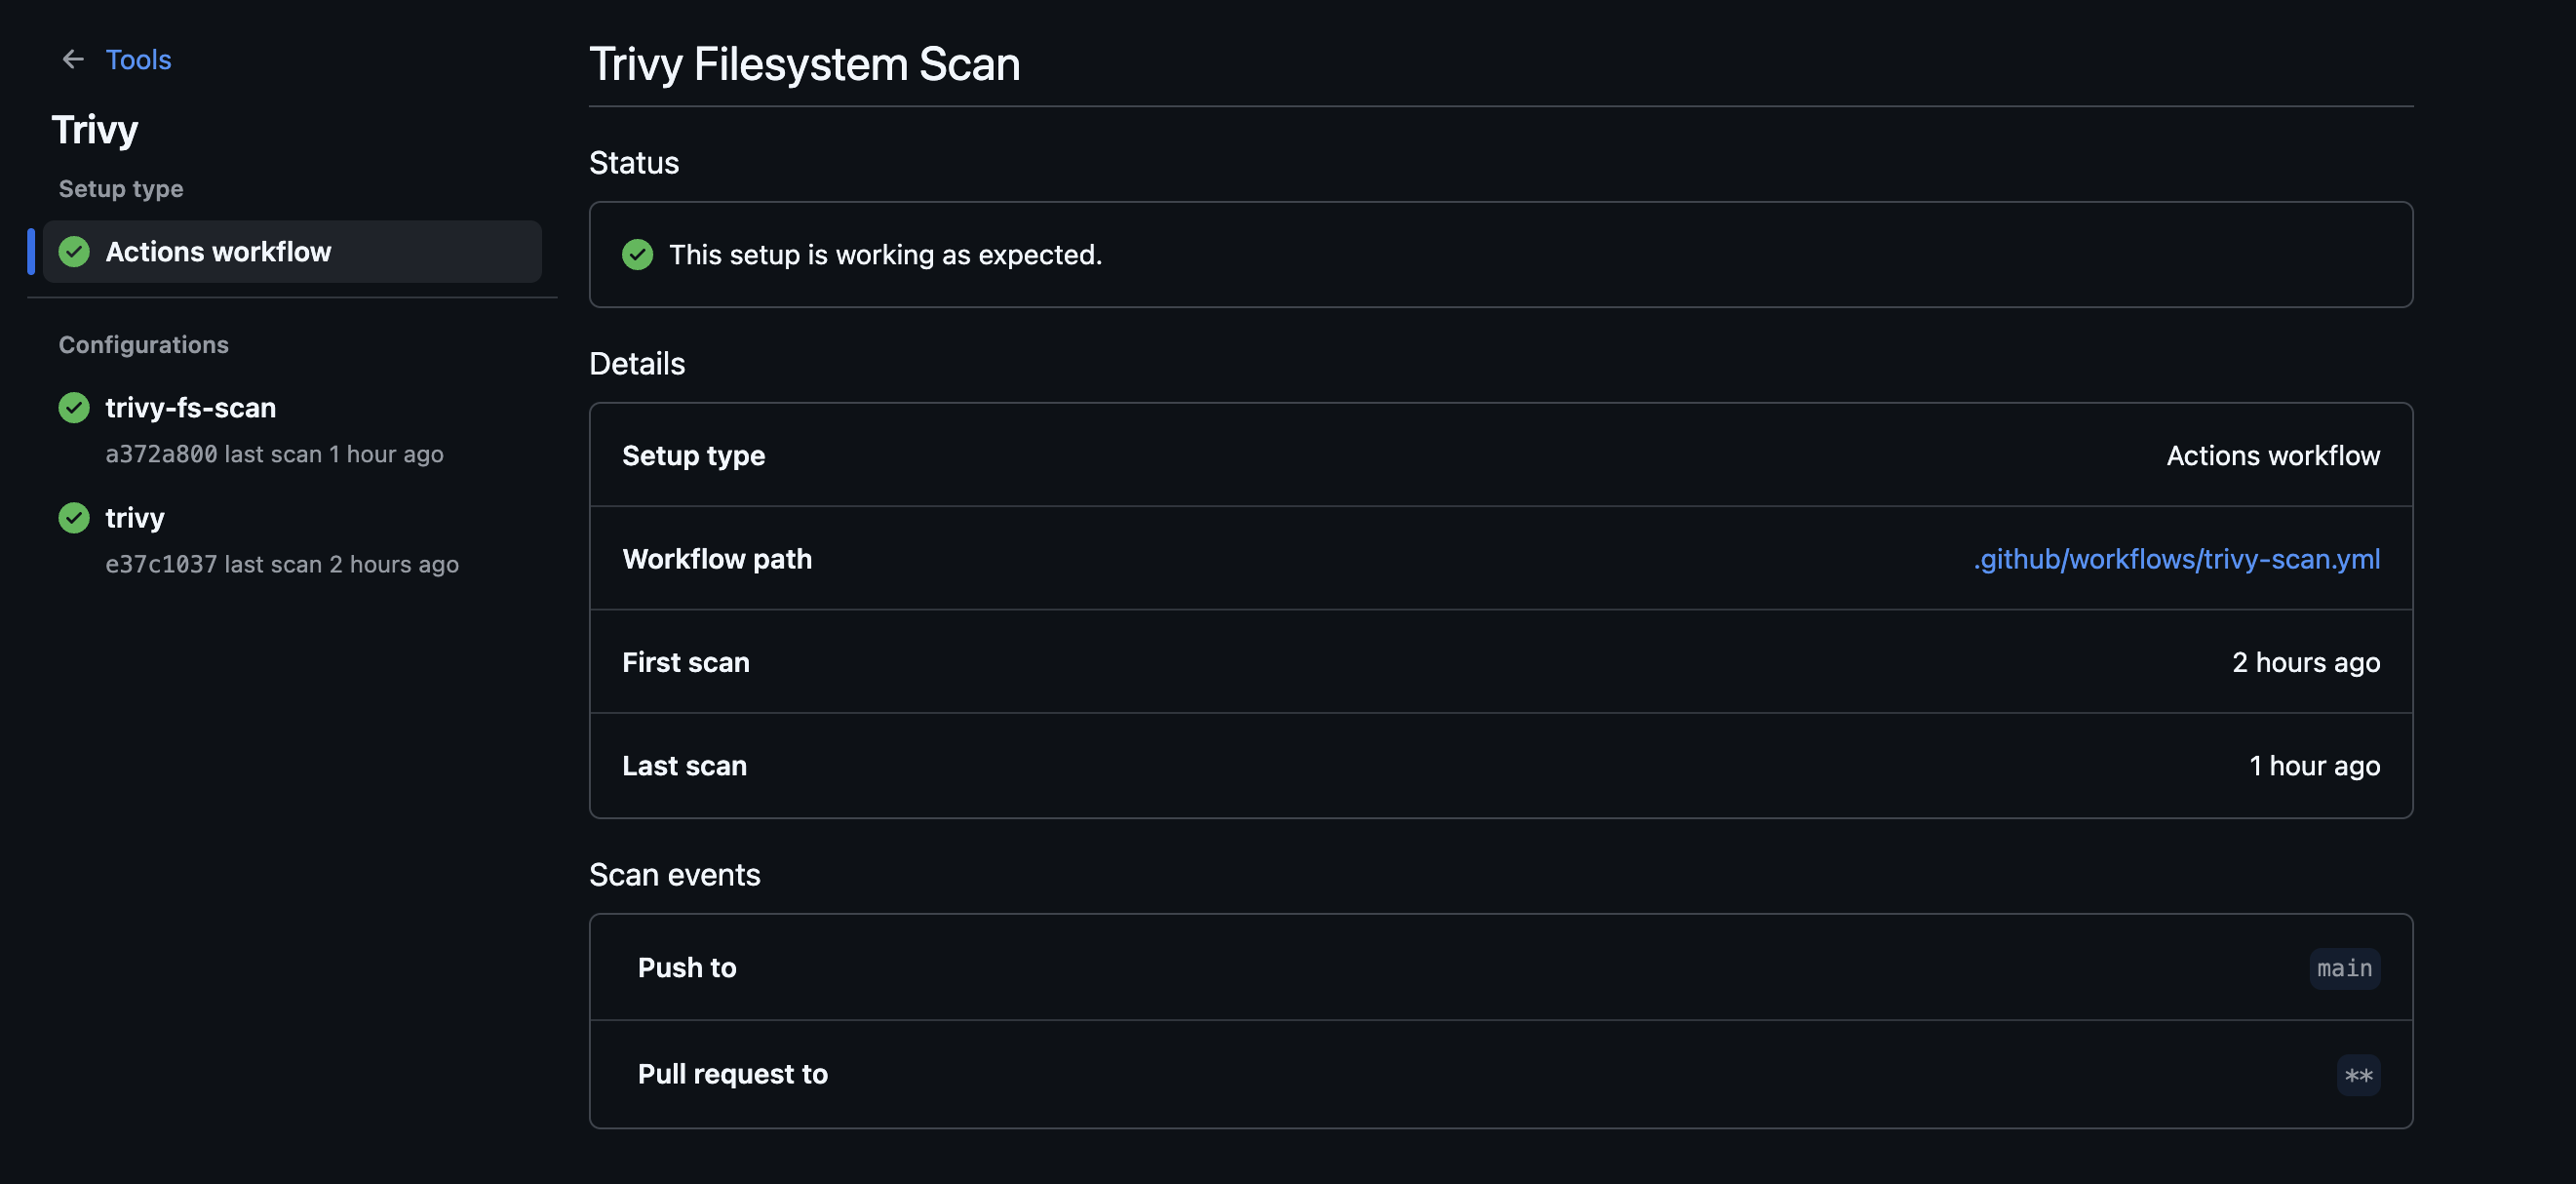 Tools
Trivy
Setup type
Actions workflow
Configurations
trivy-fs-scan
a372a800 last scan 1 hour ago
trivy
e37c1037 last scan 2 hours ago
Trivy Filesystem Scan
Status
This setup is working as expected.
Details
Setup type Actions workflow
Workflow path .github/workflows/trivy-scan.yml
First scan 2 hours ago
Last scan 1 hour ago
Scan events
Push to main
Pull request to **